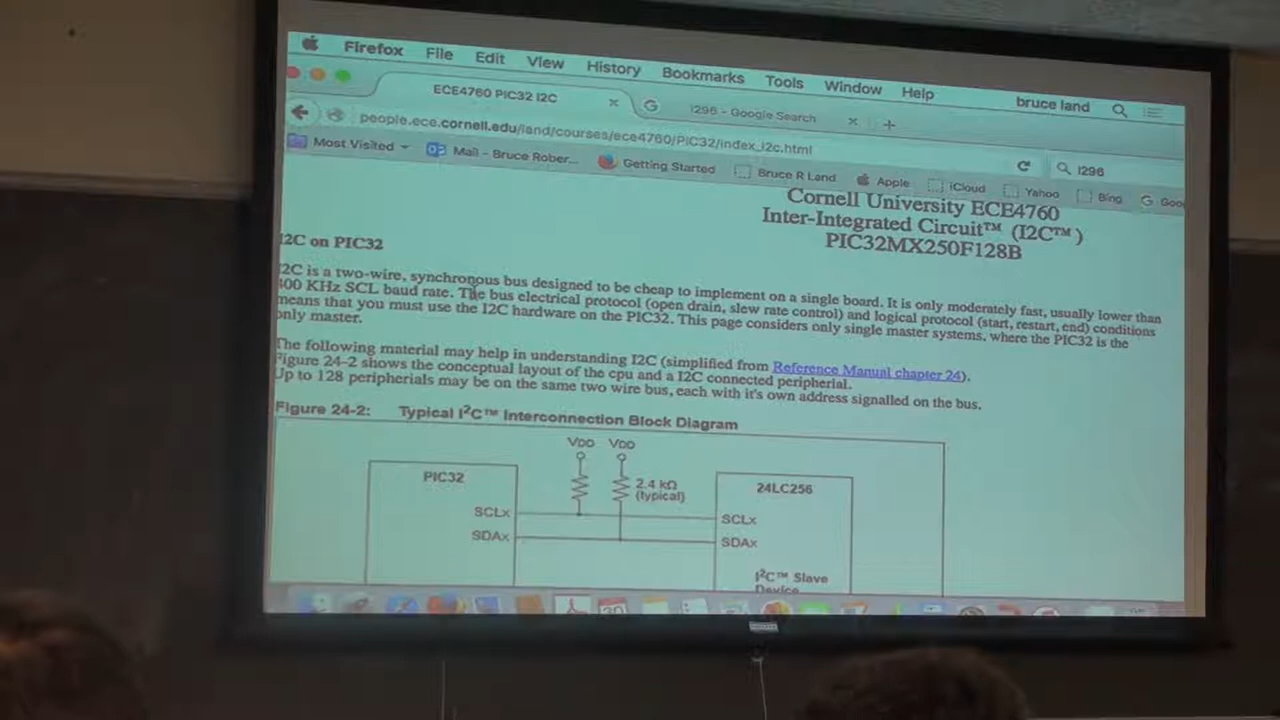 Firefox File Edit View History Bookmarks Tools Window Help bruce land
ECE4760 PIC32 I2C
1296 - Google Search
people.ece.cornell.edu/land/courses/ece4760/PIC32/index_i2c.html
1296
Most Visited Mail - Bruce Rober... Getting Started Bruce R Land Apple iCloud Yahoo Bing Goo
Cornell University ECE4760
Inter-Integrated Circuit™ (I2C™ )
PIC32MX250F128B
I2C on PIC32
I2C is a two-wire, synchronous bus designed to be cheap to implement on a single board. It is only moderately fast, usually lower than
400 KHz SCL baud rate. The bus electrical protocol (open drain, slew rate control) and logical protocol (start, restart, end) conditions
means that you must use the I2C hardware on the PIC32. This page considers only single master systems, where the PIC32 is the
only master.
The following material may help in understanding I2C (simplified from Reference Manual chapter 24).
Figure 24-2 shows the conceptual layout of the cpu and a I2C connected peripherial.
Up to 128 peripherials may be on the same two wire bus, each with it's own address signalled on the bus.
Figure 24-2: Typical I²C™ Interconnection Block Diagram
VDD VDD
PIC32
2.4 kΩ
(typical)
24LC256
SCLx
SCLx
SDAx
SDAx
I²C™ Slave
Device
30